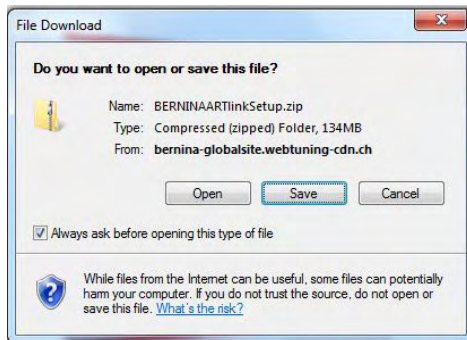 File Download
Do you want to open or save this file?
Name: BERNINAARTlinkSetup.zip
Type: Compressed (zipped) Folder, 134MB
From: bernina-globalsite.webtuning-cdn.ch
Open Save Cancel
Always ask before opening this type of file
While files from the Internet can be useful, some files can potentially
harm your computer. If you do not trust the source, do not open or
save this file. What's the risk?